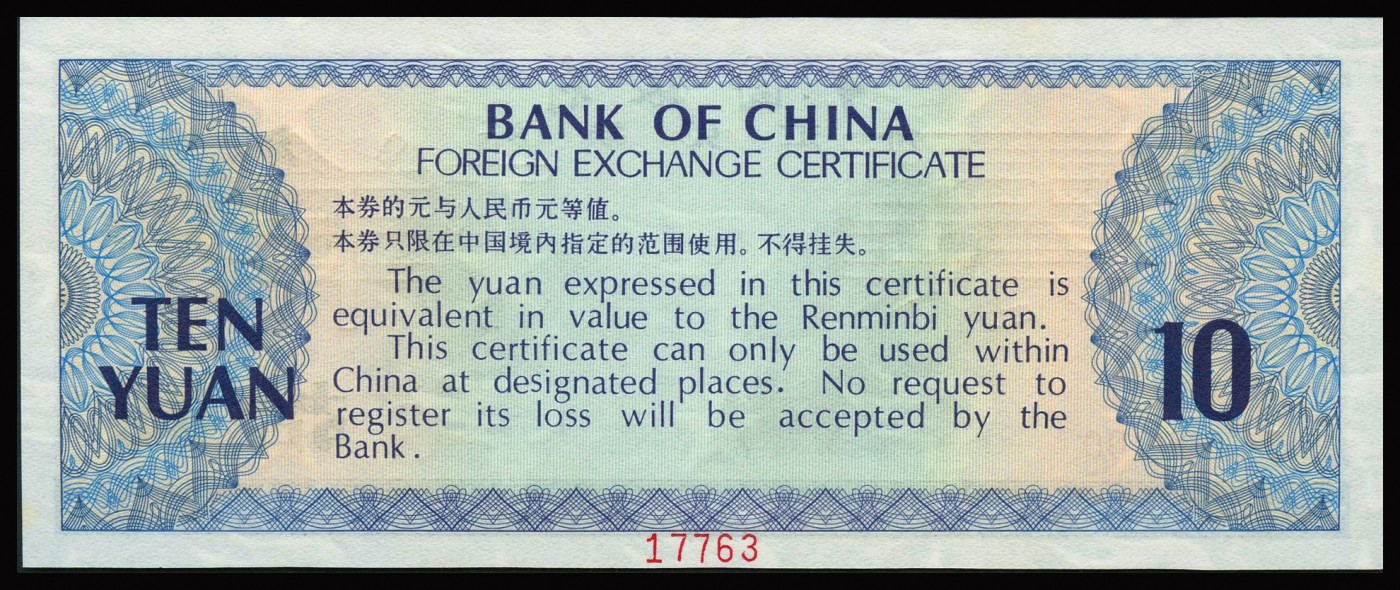 BANK OF CHINA
FOREIGN EXCHANGE CERTIFICATE
本券的元与人民币元等值。
本券只限在中国境内指定的范围使用。不得挂失。
The yuan expressed in this certificate is
equivalent in value to the Renminbi yuan.
This certificate can only be used within
China at designated places. No request to
register its loss will be accepted by the
Bank.
TEN
YUAN
10
17763